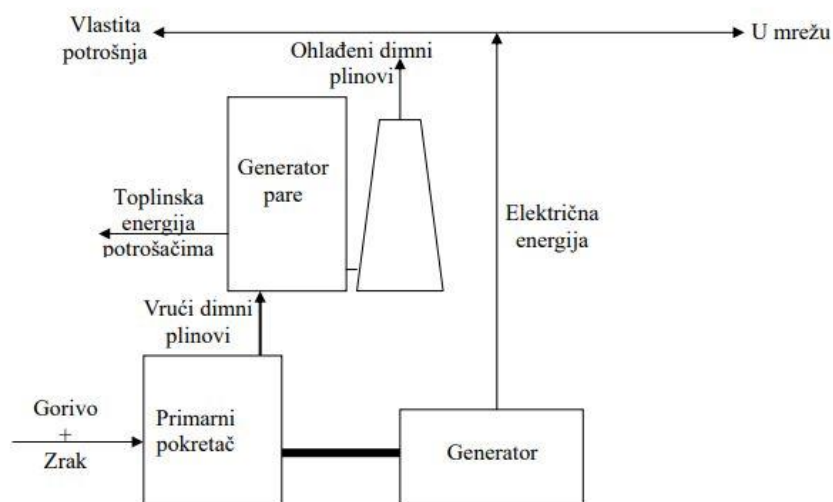 Vlastita
potrošnja
U mrežu
Ohlađeni dimni
plinovi
Generator
pare
Toplinska
energija
potrošačima
Električna
energija
Vrući dimni
plinovi
Gorivo
+
Zrak
Primarni
pokretač
Generator